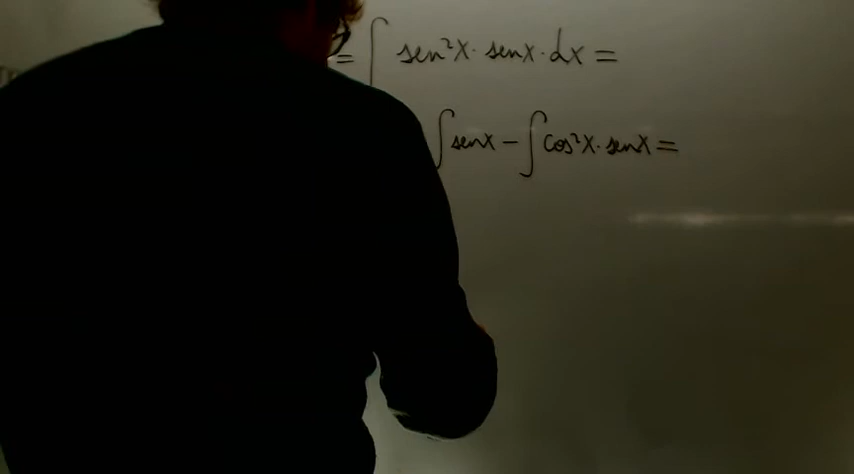 = ∫ sen²x · senx · dx =
∫ senx − ∫ cos²x · senx =